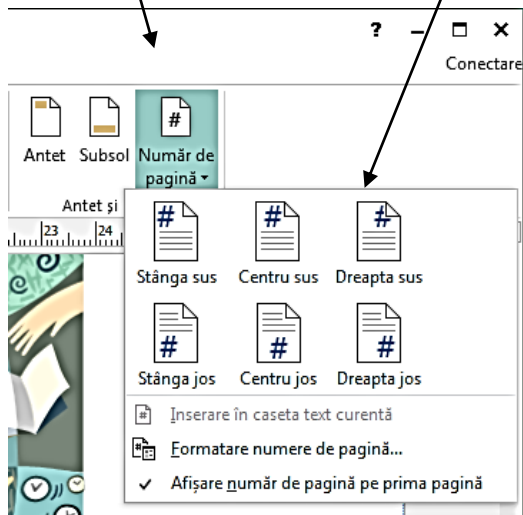 ?
Conectare
Antet Subsol Număr de
pagină
Antet și
23 24
Stânga sus Centru sus Dreapta sus
Stânga jos Centru jos Dreapta jos
Inserare în caseta text curentă
Formatare numere de pagină...
Afișare număr de pagină pe prima pagină